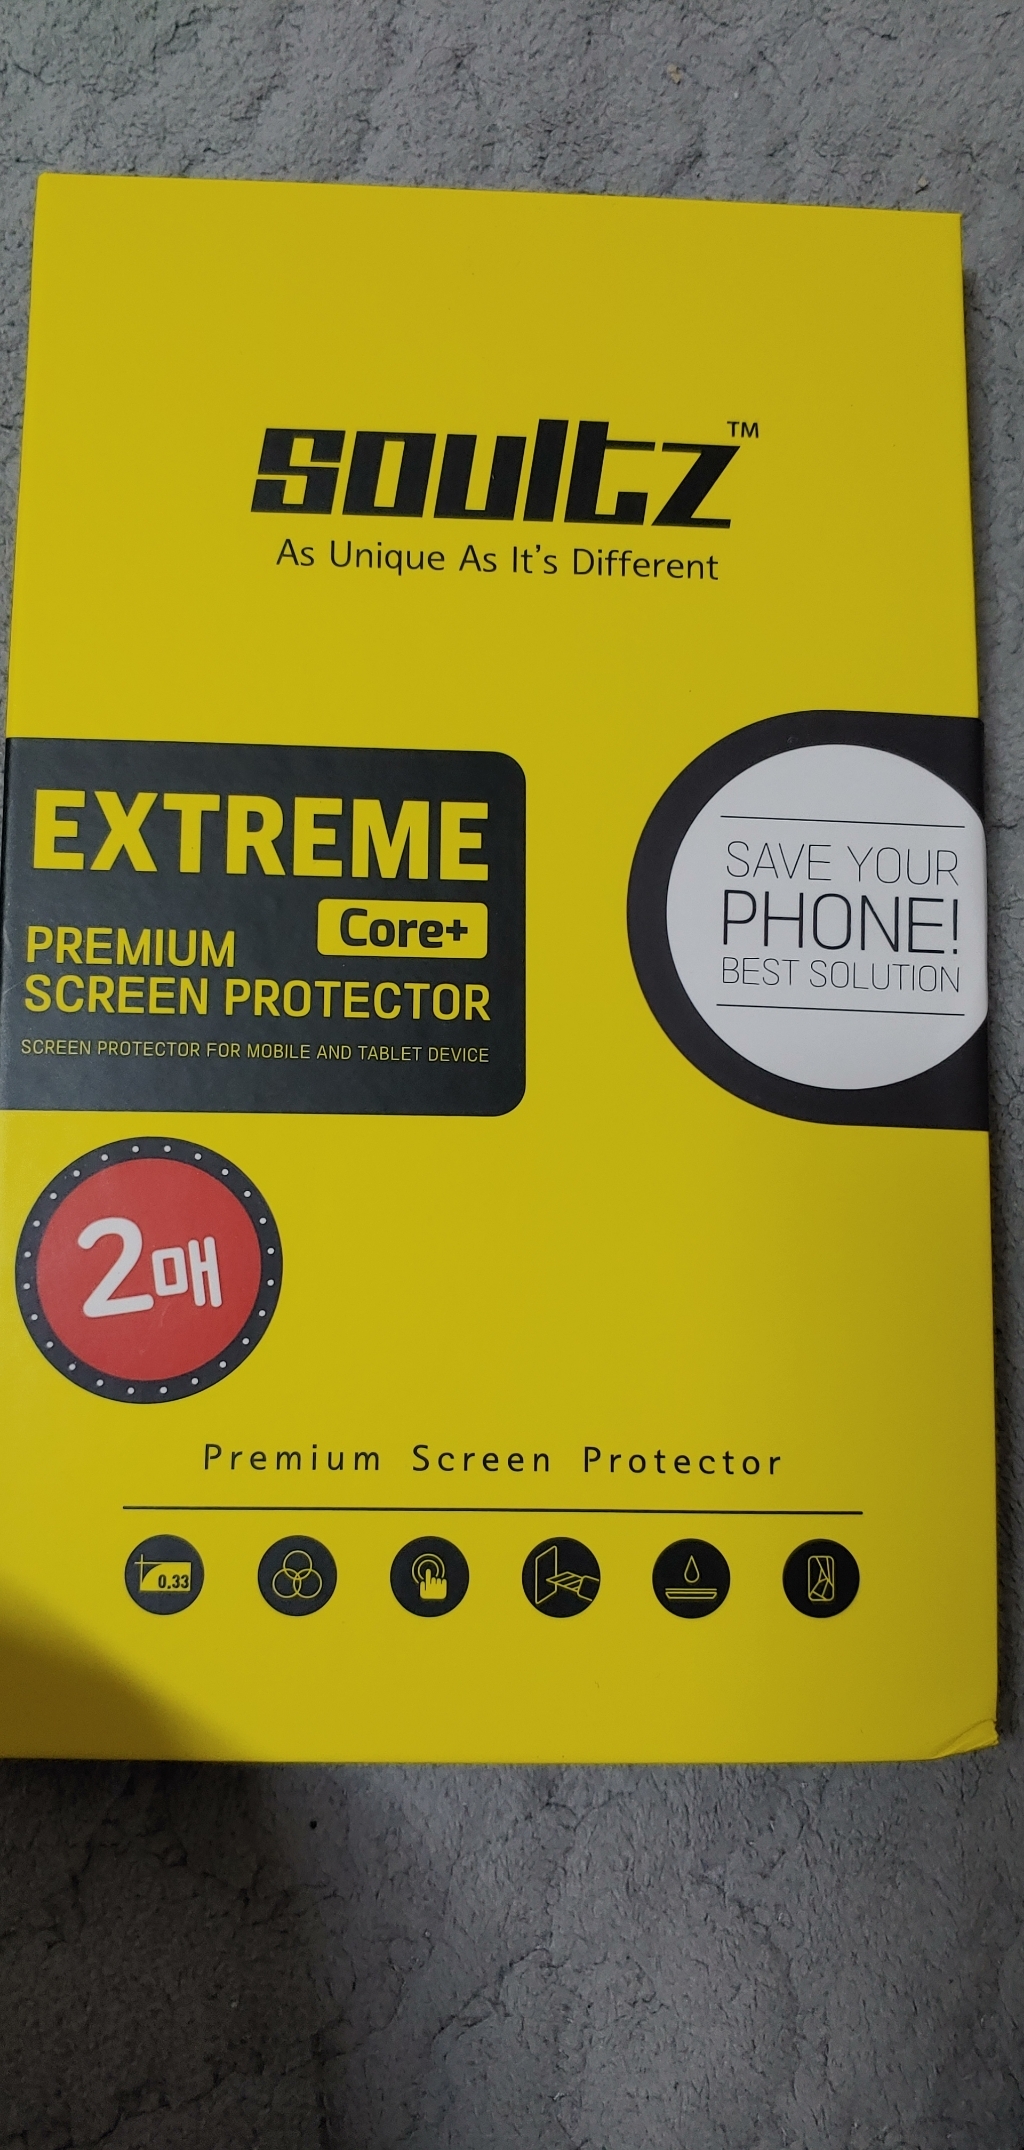 soultz™
As Unique As It's Different
EXTREME
Core+
PREMIUM
SCREEN PROTECTOR
SCREEN PROTECTOR FOR MOBILE AND TABLET DEVICE
SAVE YOUR
PHONE!
BEST SOLUTION
2매
Premium Screen Protector
0.33